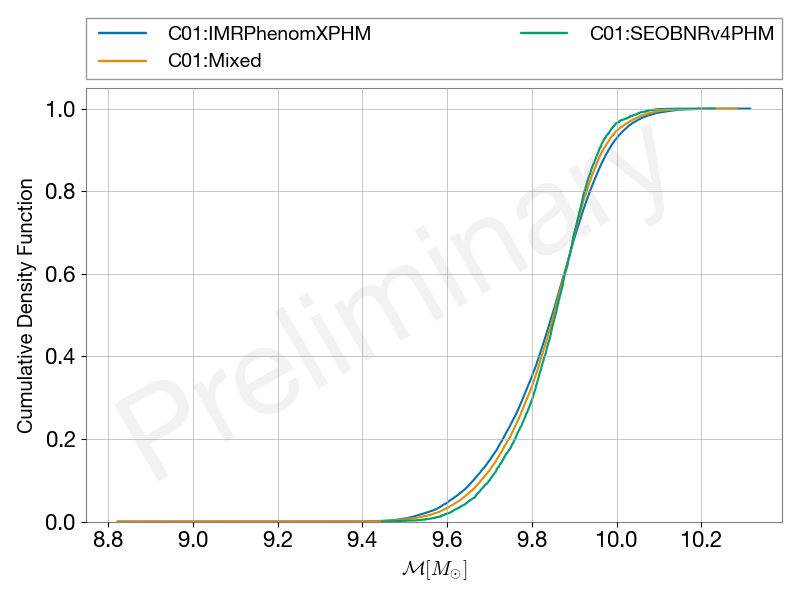 C01:IMRPhenomXPHM
C01:Mixed
C01:SEOBNRv4PHM
Preliminary
Cumulative Density Function
1.0
0.8
0.6
0.4
0.2
0.0
8.8 9.0 9.2 9.4 9.6 9.8 10.0 10.2
ℳ[M☉]